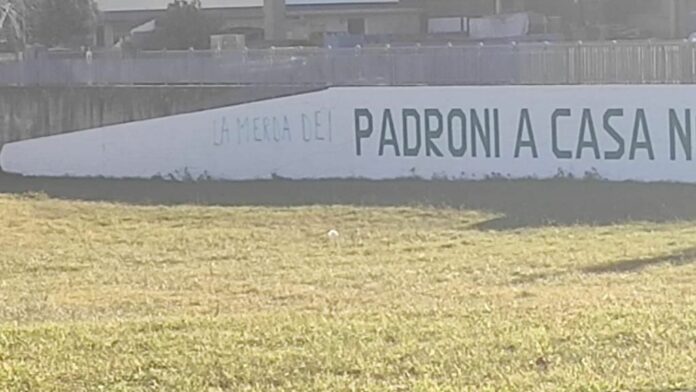 LA MERDA DEI PADRONI A CASA N